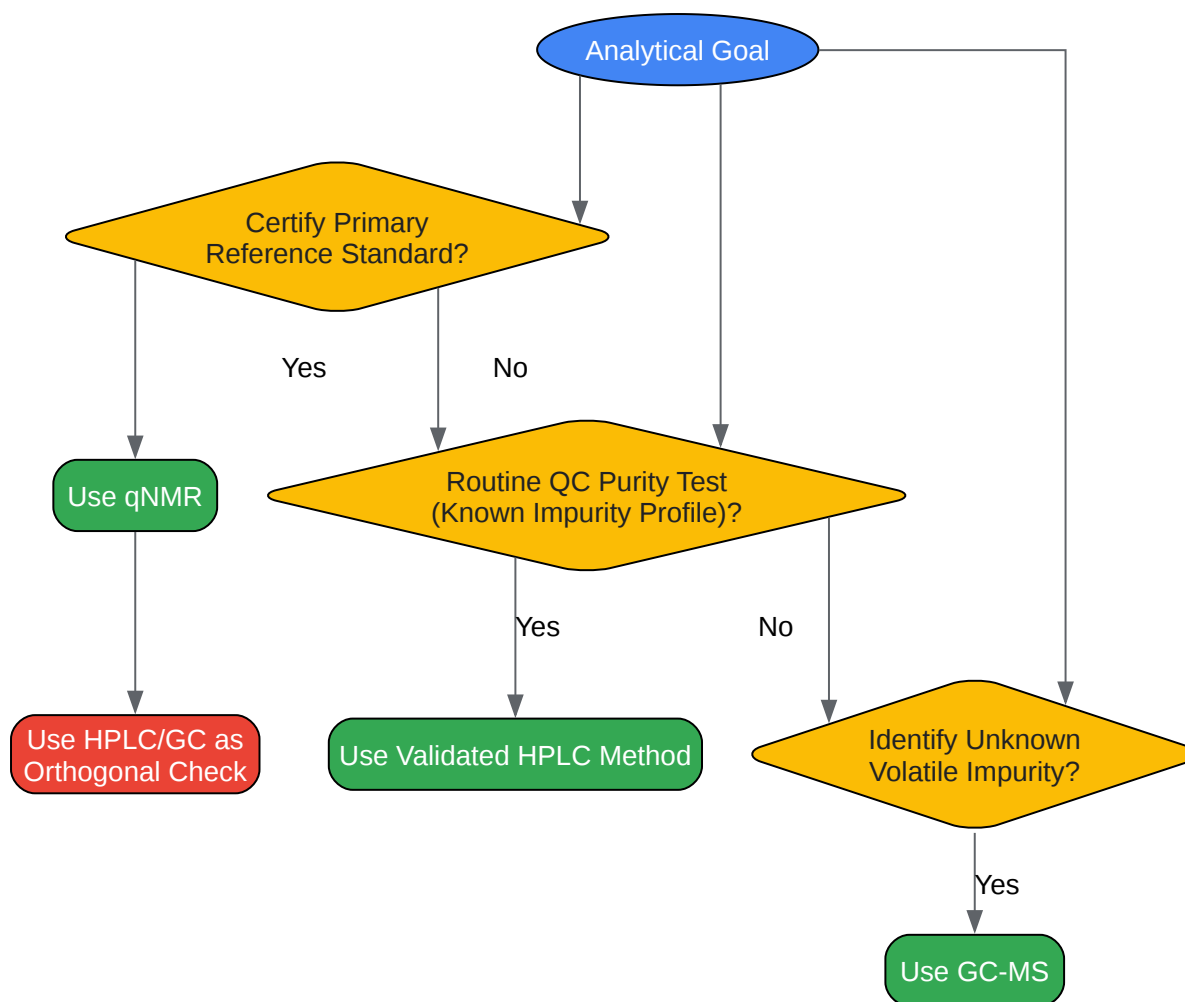 Analytical Goal
Certify Primary
Reference Standard?
Yes
No
Use qNMR
Routine QC Purity Test
(Known Impurity Profile)?
Yes
No
Use HPLC/GC as
Orthogonal Check
Use Validated HPLC Method
Identify Unknown
Volatile Impurity?
Yes
Use GC-MS